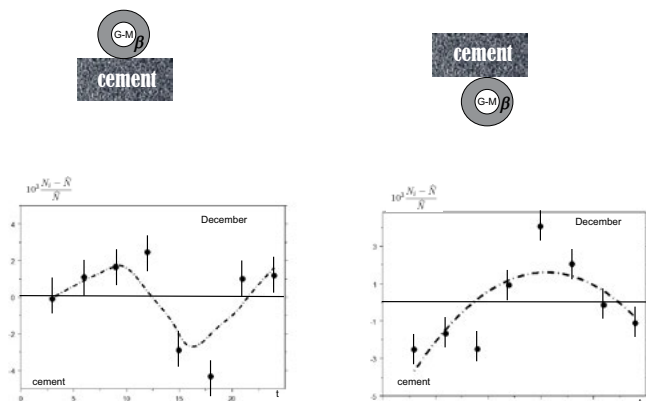 G-M β
cement
G-M β
cement
10³ (Nᵢ − N̂)/N̂
December
4
2
0
-2
-4
cement
0 5 10 15 20 t
10³ (Nᵢ − N̂)/N̂
December
3
1
-1
-3
-5
cement
t